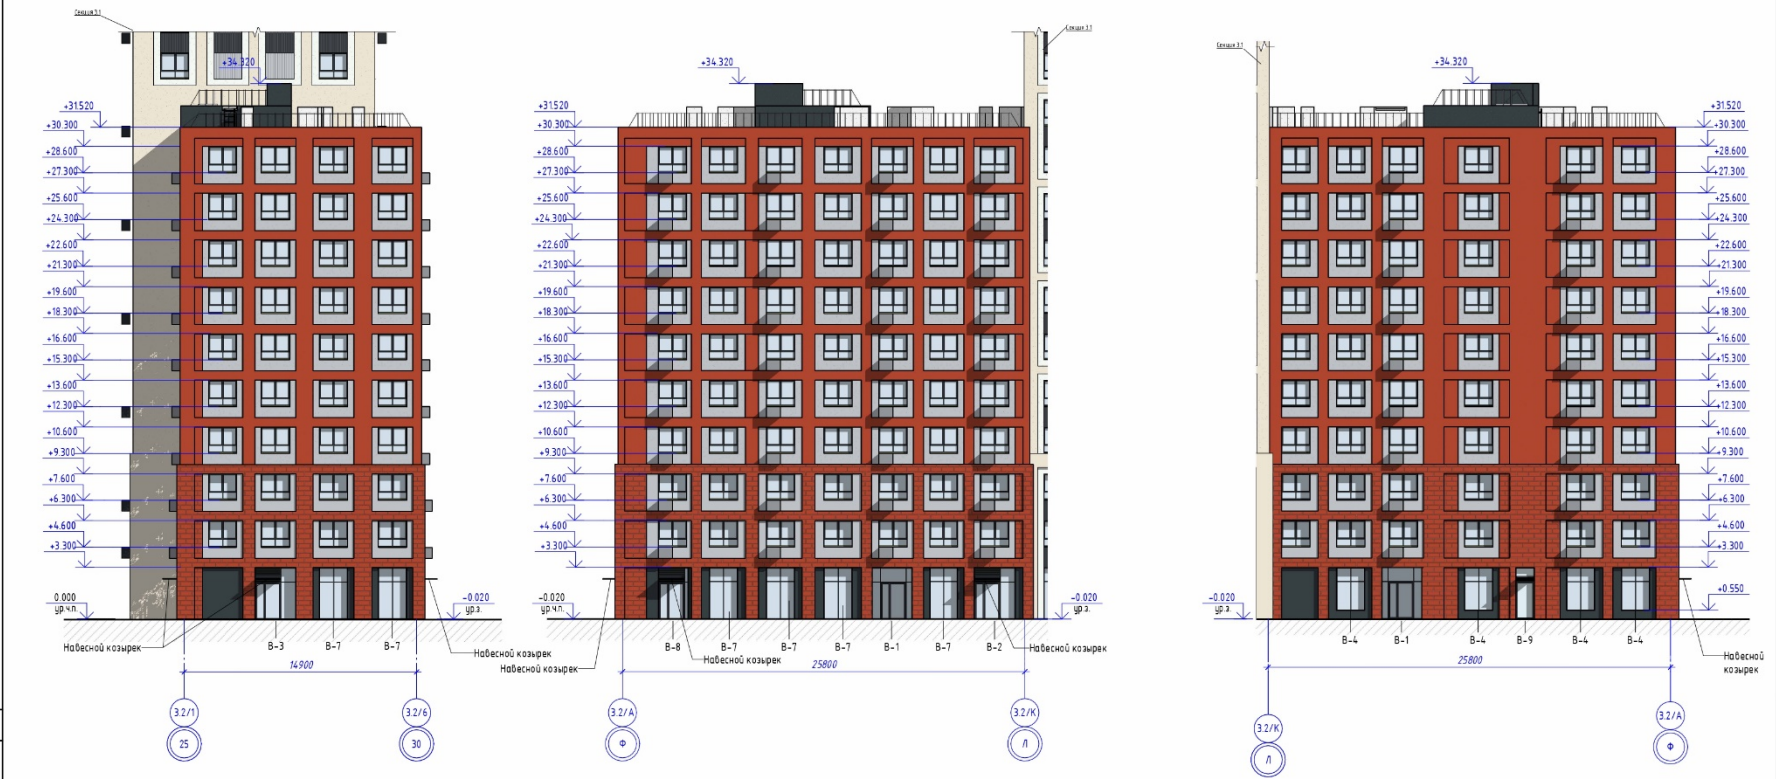 Секция 3.1
+34.320
+31.520
+30.300
+28.600
+27.300
+25.600
+24.300
+22.600
+21.300
+19.600
+18.300
+16.600
+15.300
+13.600
+12.300
+10.600
+9.300
+7.600
+6.300
+4.600
+3.300
0.000
ур.ч.п.
-0.020
ур.з.
Навесной козырек
В-3
В-7
В-7
Навесной козырек
14900
3.2/1
3.2/6
25
30
Секция 3.1
+34.320
+31.520
+30.300
+28.600
+27.300
+25.600
+24.300
+22.600
+21.300
+19.600
+18.300
+16.600
+15.300
+13.600
+12.300
+10.600
+9.300
+7.600
+6.300
+4.600
+3.300
-0.020
ур.ч.п.
-0.020
ур.з.
В-8
В-7
В-7
В-7
В-1
В-7
В-2
Навесной козырек
Навесной козырек
Навесной козырек
25800
3.2/А
3.2/К
Ф
Л
Секция 3.1
+34.320
+31.520
+30.300
+28.600
+27.300
+25.600
+24.300
+22.600
+21.300
+19.600
+18.300
+16.600
+15.300
+13.600
+12.300
+10.600
+9.300
+7.600
+6.300
+4.600
+3.300
+0.550
-0.020
ур.з.
В-4
В-1
В-4
В-9
В-4
В-4
Навесной
козырек
25800
3.2/К
3.2/А
Л
Ф